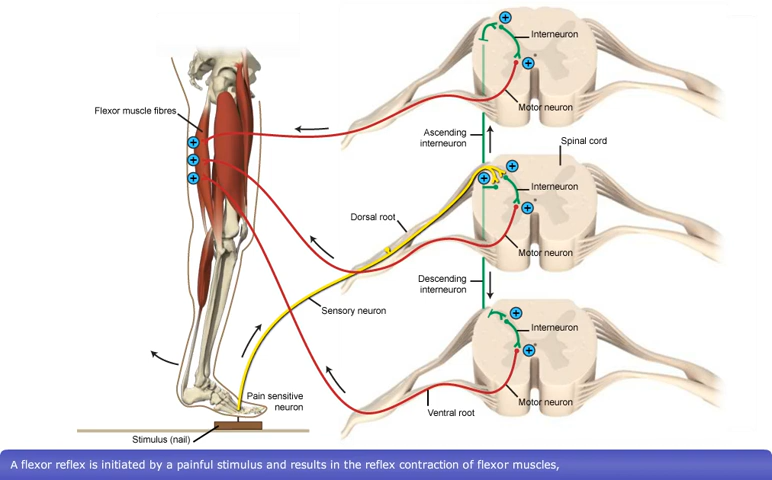 Interneuron
Flexor muscle fibres
Motor neuron
Ascending
interneuron
Spinal cord
Interneuron
Dorsal root
Motor neuron
Descending
interneuron
Sensory neuron
Interneuron
Pain sensitive
neuron
Motor neuron
Ventral root
Stimulus (nail)
A flexor reflex is initiated by a painful stimulus and results in the reflex contraction of flexor muscles,